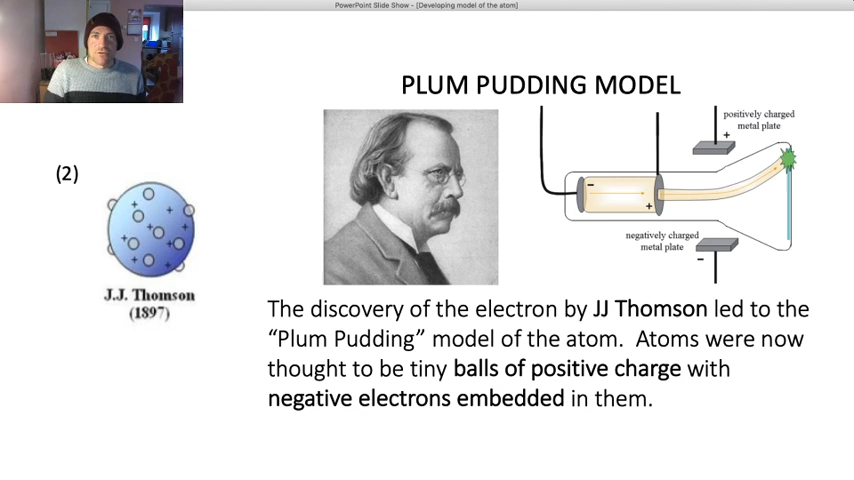 PowerPoint Slide Show - [Developing model of the atom]
PLUM PUDDING MODEL
positively charged
metal plate
+
(2)
−
+
negatively charged
metal plate
−
J.J. Thomson
(1897)
The discovery of the electron by JJ Thomson led to the
“Plum Pudding” model of the atom.  Atoms were now
thought to be tiny balls of positive charge with
negative electrons embedded in them.